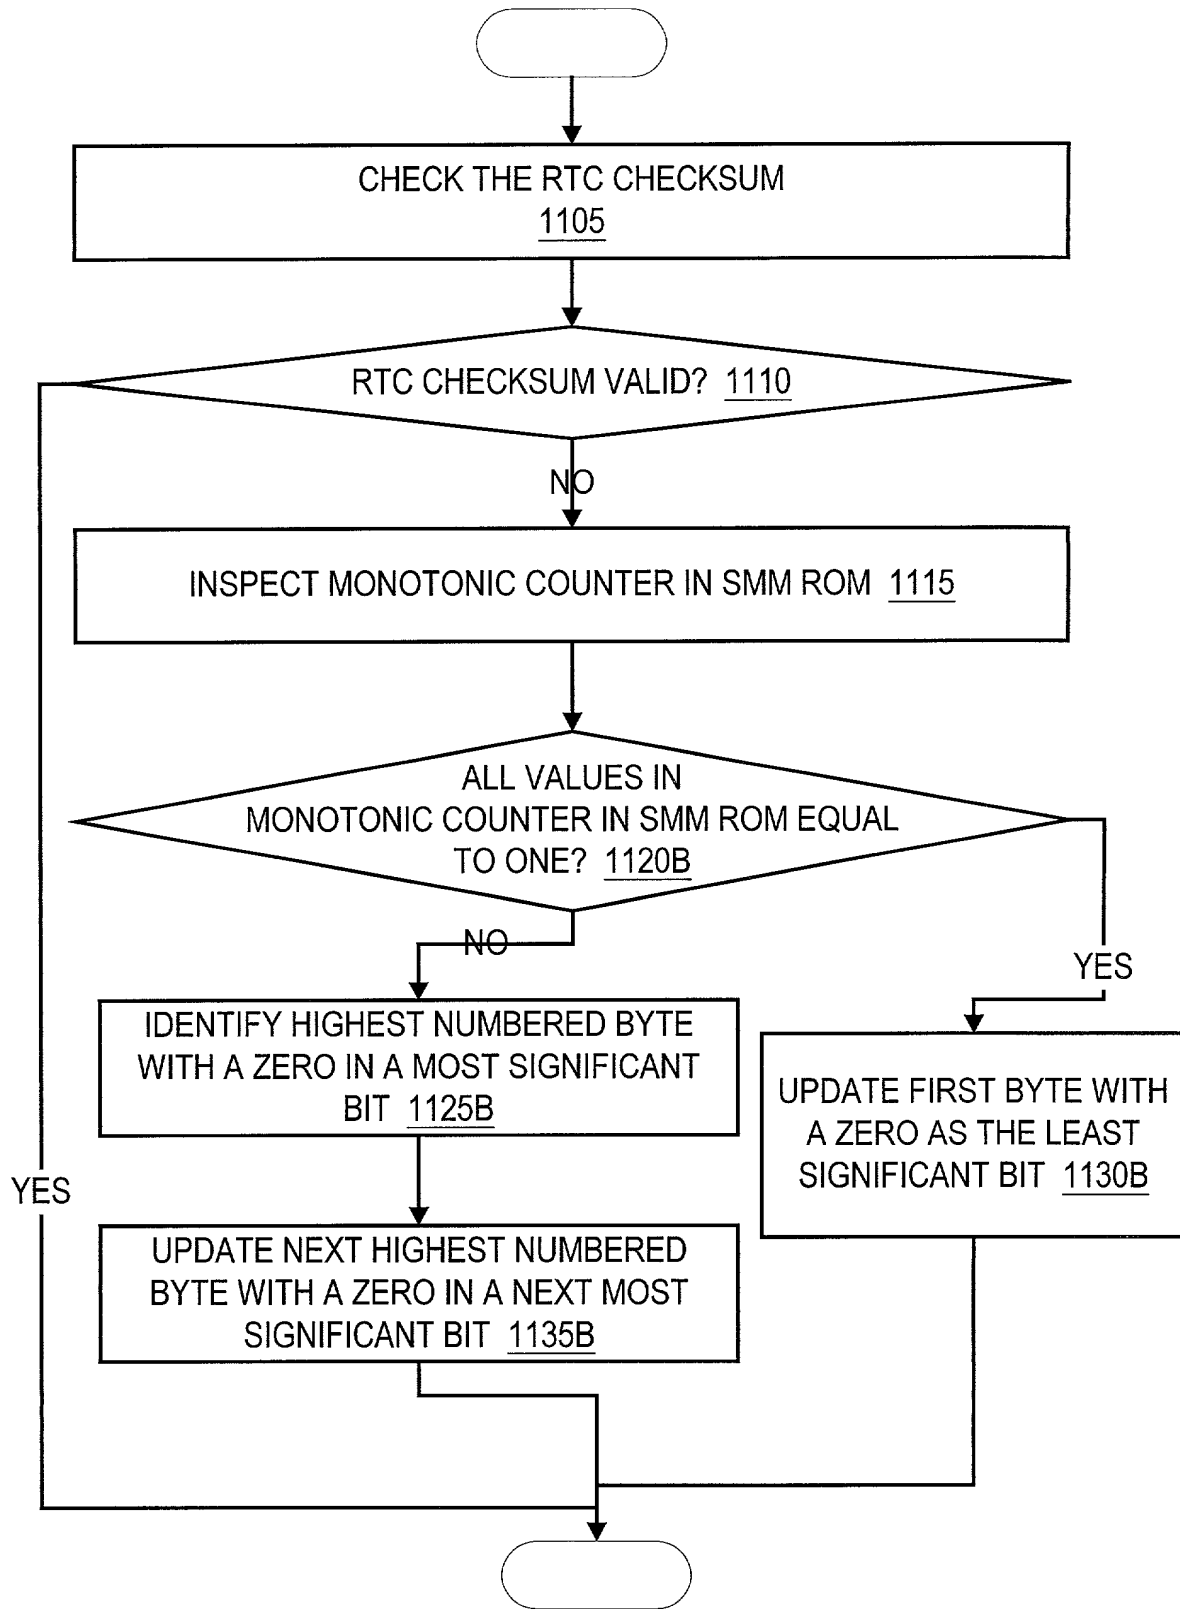 CHECK THE RTC CHECKSUM
1105
RTC CHECKSUM VALID? 1110
NO
INSPECT MONOTONIC COUNTER IN SMM ROM 1115
ALL VALUES IN
MONOTONIC COUNTER IN SMM ROM EQUAL
TO ONE? 1120B
NO
YES
IDENTIFY HIGHEST NUMBERED BYTE
WITH A ZERO IN A MOST SIGNIFICANT
BIT 1125B
UPDATE FIRST BYTE WITH
A ZERO AS THE LEAST
SIGNIFICANT BIT 1130B
YES
UPDATE NEXT HIGHEST NUMBERED
BYTE WITH A ZERO IN A NEXT MOST
SIGNIFICANT BIT 1135B